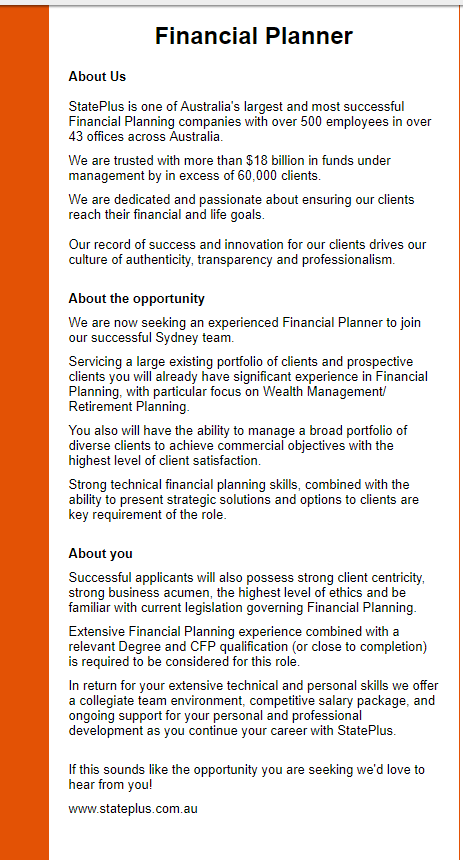 Financial Planner
About Us
StatePlus is one of Australia's largest and most successful
Financial Planning companies with over 500 employees in over
43 offices across Australia.
We are trusted with more than $18 billion in funds under
management by in excess of 60,000 clients.
We are dedicated and passionate about ensuring our clients
reach their financial and life goals.
Our record of success and innovation for our clients drives our
culture of authenticity, transparency and professionalism.
About the opportunity
We are now seeking an experienced Financial Planner to join
our successful Sydney team.
Servicing a large existing portfolio of clients and prospective
clients you will already have significant experience in Financial
Planning, with particular focus on Wealth Management/
Retirement Planning.
You also will have the ability to manage a broad portfolio of
diverse clients to achieve commercial objectives with the
highest level of client satisfaction.
Strong technical financial planning skills, combined with the
ability to present strategic solutions and options to clients are
key requirement of the role.
About you
Successful applicants will also possess strong client centricity,
strong business acumen, the highest level of ethics and be
familiar with current legislation governing Financial Planning.
Extensive Financial Planning experience combined with a
relevant Degree and CFP qualification (or close to completion)
is required to be considered for this role.
In return for your extensive technical and personal skills we offer
a collegiate team environment, competitive salary package, and
ongoing support for your personal and professional
development as you continue your career with StatePlus.
If this sounds like the opportunity you are seeking we'd love to
hear from you!
www.stateplus.com.au